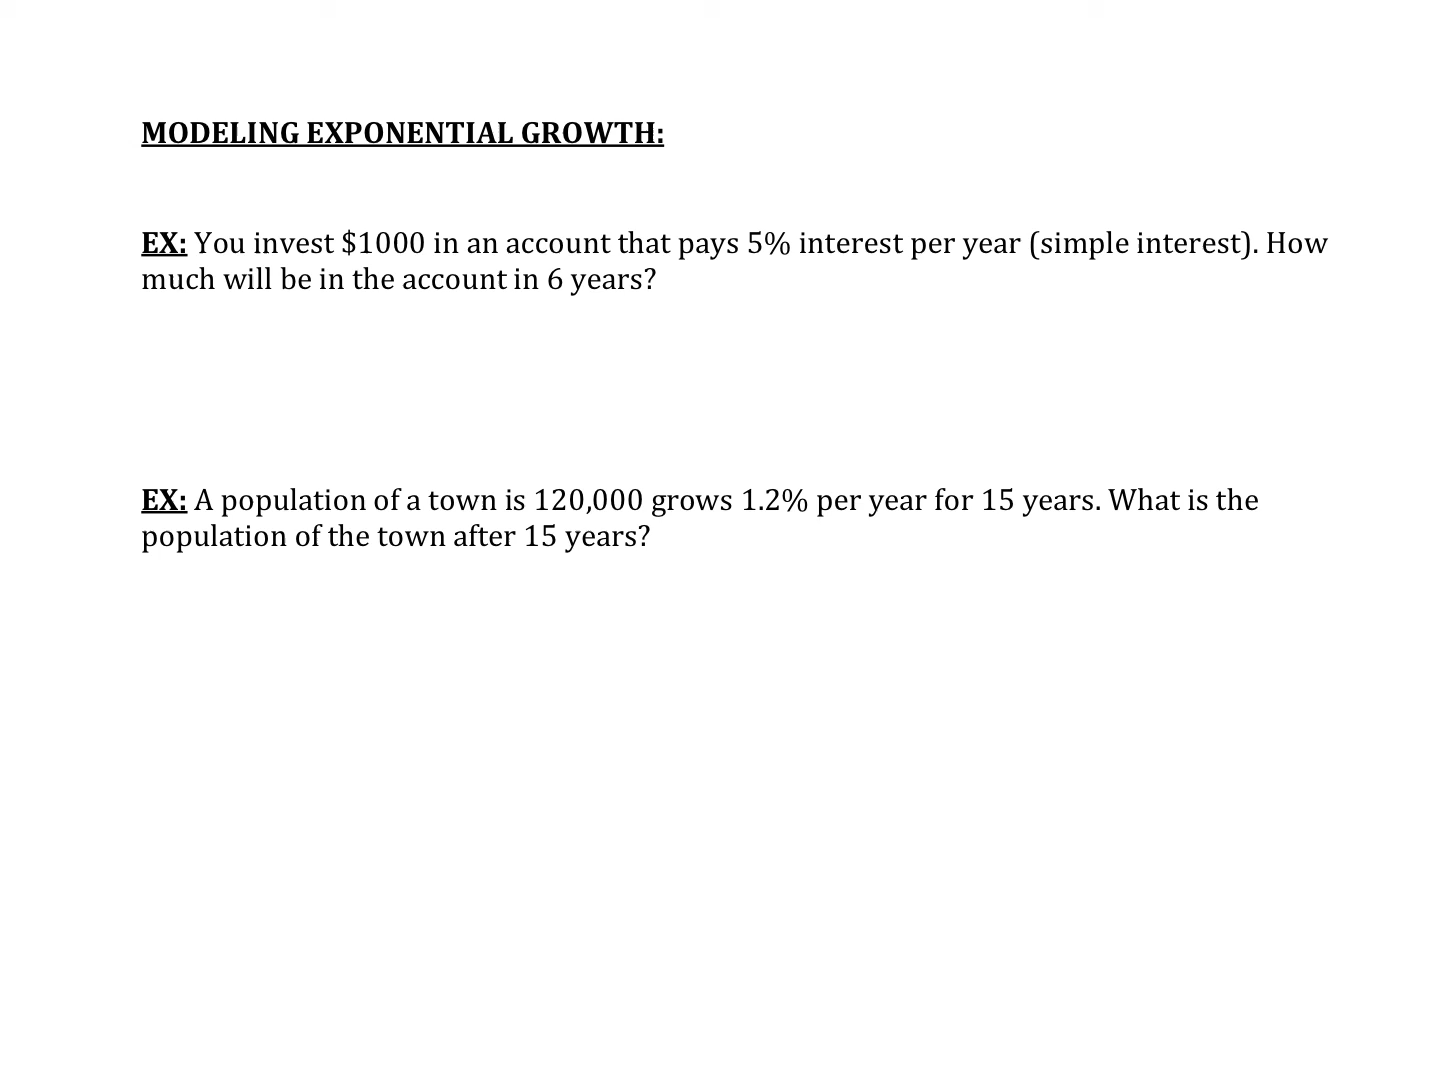 MODELING EXPONENTIAL GROWTH:
EX: You invest $1000 in an account that pays 5% interest per year (simple interest). How
much will be in the account in 6 years?
EX: A population of a town is 120,000 grows 1.2% per year for 15 years. What is the
population of the town after 15 years?